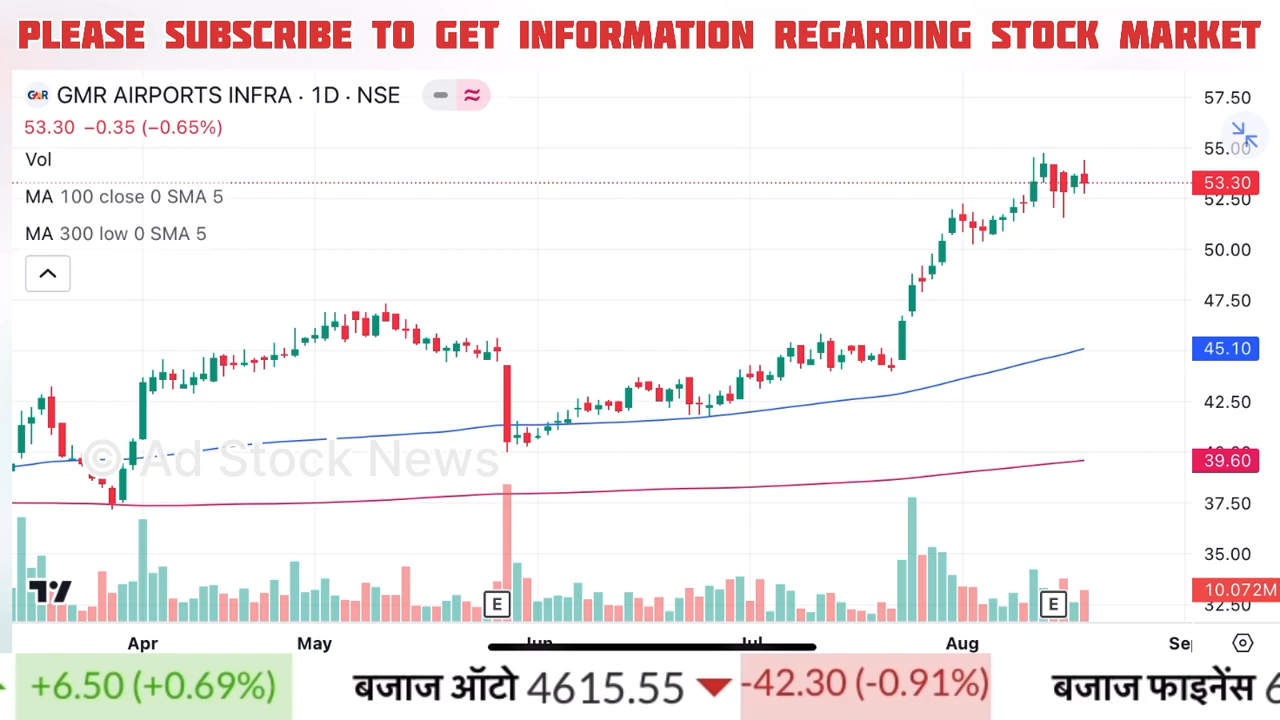 PLEASE SUBSCRIBE TO GET INFORMATION REGARDING STOCK MARKET
GMR AIRPORTS INFRA · 1D · NSE
53.30 −0.35 (−0.65%)
Vol
MA 100 close 0 SMA 5
MA 300 low 0 SMA 5
57.50
55.00
53.30
52.50
50.00
47.50
45.10
42.50
39.60
37.50
35.00
10.072M
32.50
© Ad Stock News
E
E
Apr May Jun Jul Aug
+6.50 (+0.69%) बजाज ऑटो 4615.55 -42.30 (-0.91%) बजाज फाइनेंस